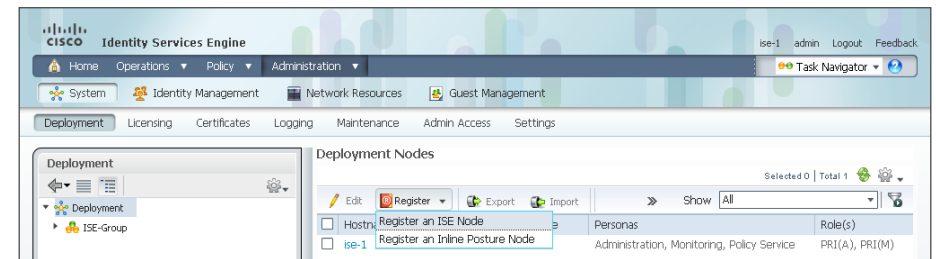 CISCO Identity Services Engine
ise-1 admin Logout Feedback
Home Operations Policy Administration Task Navigator
System Identity Management Network Resources Guest Management
Deployment Licensing Certificates Logging Maintenance Admin Access Settings
Deployment
Deployment
ISE-Group
Deployment Nodes
Selected 0 | Total 1
Edit Register Export Import Show All
Register an ISE Node
Register an Inline Posture Node
Personas Role(s)
ise-1 Administration, Monitoring, Policy Service PRI(A), PRI(M)